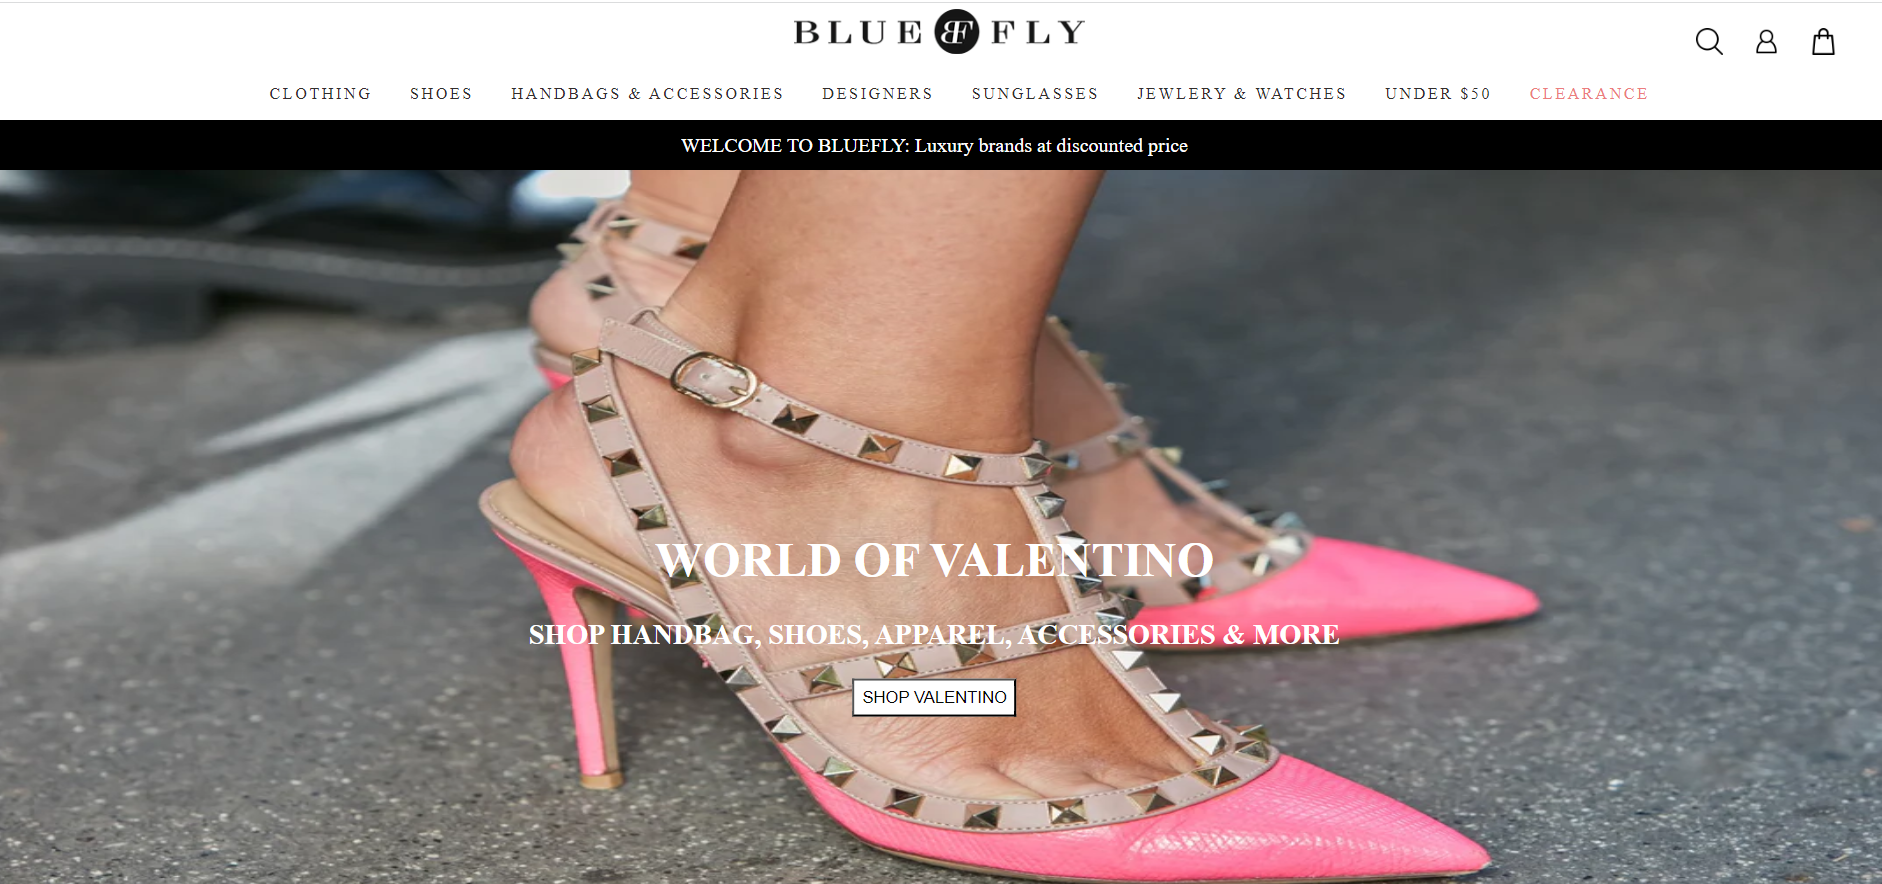 BLUE BF FLY
CLOTHING SHOES HANDBAGS & ACCESSORIES DESIGNERS SUNGLASSES JEWLERY & WATCHES UNDER $50 CLEARANCE
WELCOME TO BLUEFLY: Luxury brands at discounted price
WORLD OF VALENTINO
SHOP HANDBAG, SHOES, APPAREL, ACCESSORIES & MORE
SHOP VALENTINO